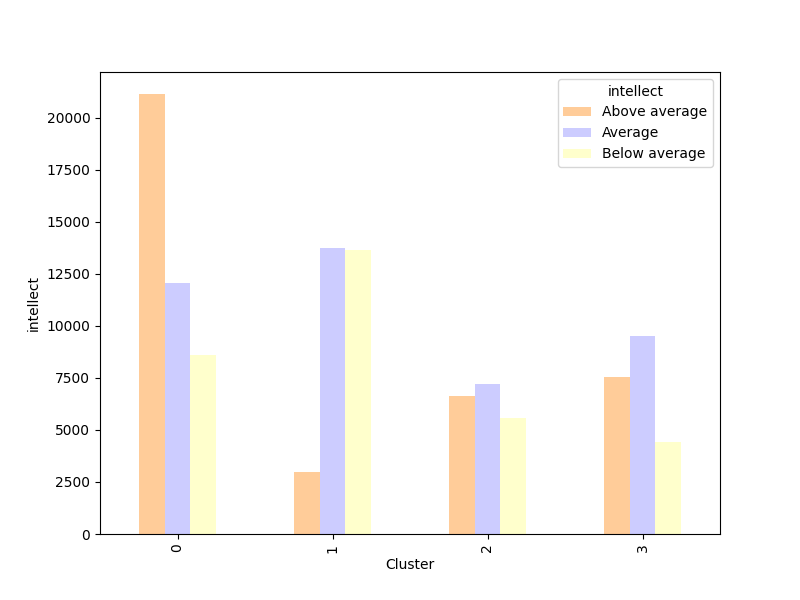 intellect
Above average
Average
Below average
20000
17500
15000
12500
10000
7500
5000
2500
0
intellect
0
1
2
3
Cluster